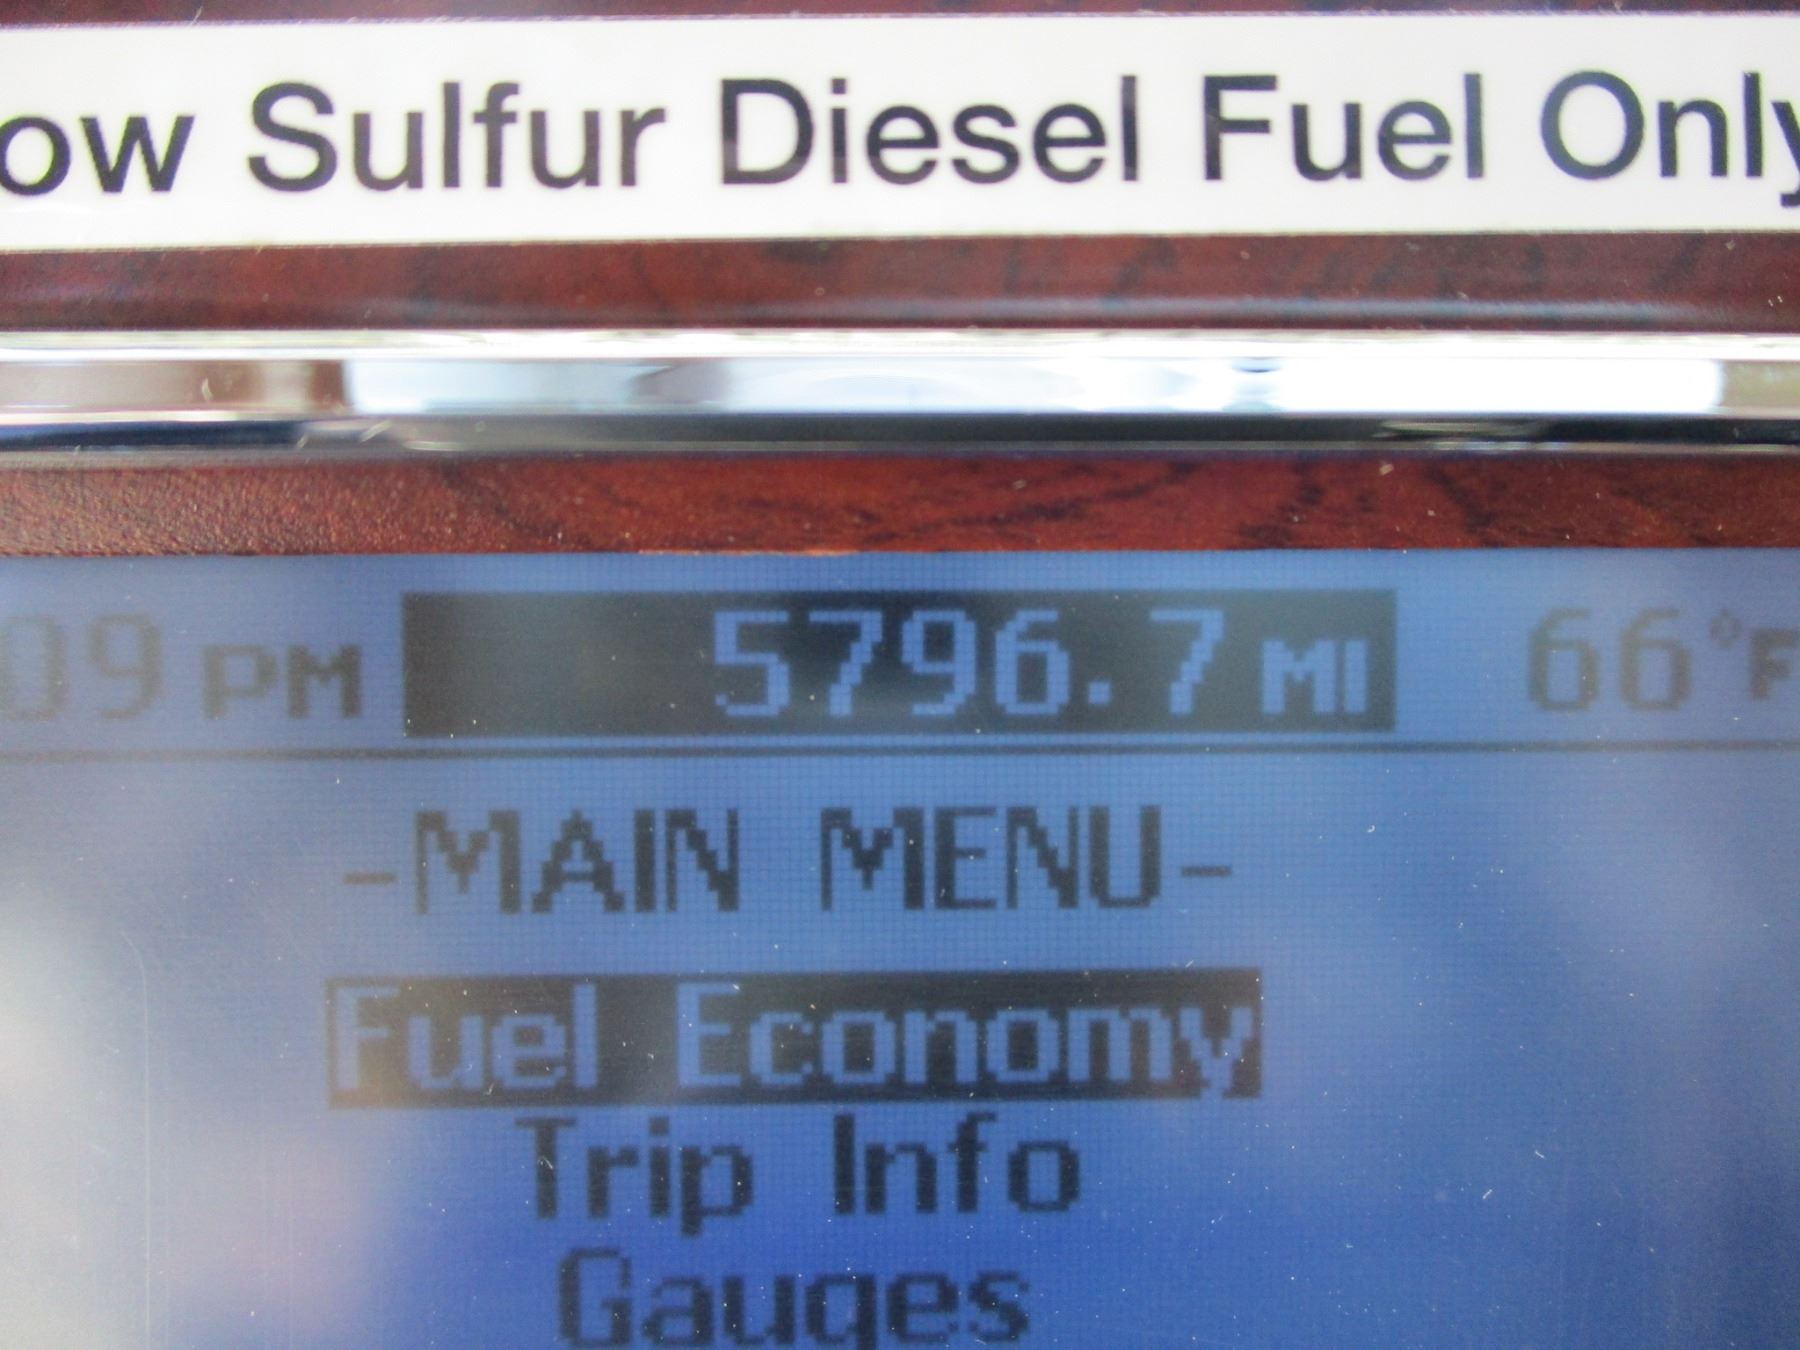 ow Sulfur Diesel Fuel Only
09 PM 5796.7 MI 66°F
-MAIN MENU-
Fuel Economy
Trip Info
Gauges